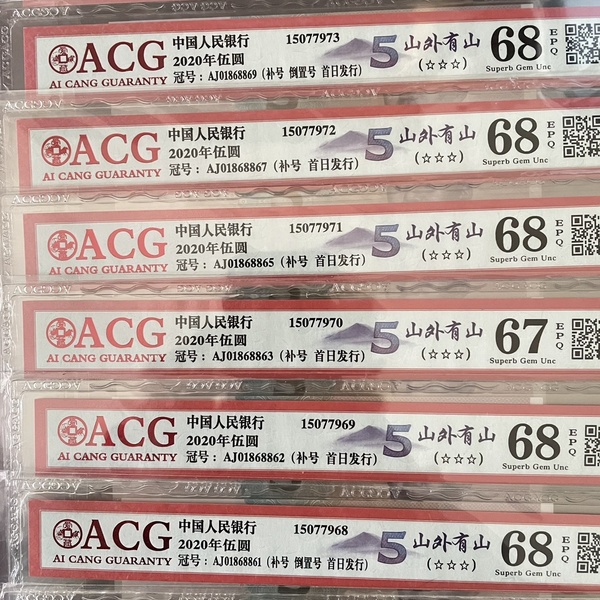 ACG
AI CANG GUARANTY
中国人民银行 15077973
2020年伍圆
冠号：AJ01868869（补号 倒置号 首日发行）
5 山外有山
（☆☆☆）
68 EPQ
Superb Gem Unc
ACG
AI CANG GUARANTY
中国人民银行 15077972
2020年伍圆
冠号：AJ01868867（补号 首日发行）
5 山外有山
（☆☆☆）
68 EPQ
Superb Gem Unc
ACG
AI CANG GUARANTY
中国人民银行 15077971
2020年伍圆
冠号：AJ01868865（补号 首日发行）
5 山外有山
（☆☆☆）
68 EPQ
Superb Gem Unc
ACG
AI CANG GUARANTY
中国人民银行 15077970
2020年伍圆
冠号：AJ01868863（补号 首日发行）
5 山外有山
（☆☆☆）
67 EPQ
Superb Gem Unc
ACG
AI CANG GUARANTY
中国人民银行 15077969
2020年伍圆
冠号：AJ01868862（补号 首日发行）
5 山外有山
（☆☆☆）
68 EPQ
Superb Gem Unc
ACG
AI CANG GUARANTY
中国人民银行 15077968
2020年伍圆
冠号：AJ01868861（补号 倒置号 首日发行）
5 山外有山
（☆☆☆）
68 EPQ
Superb Gem Unc